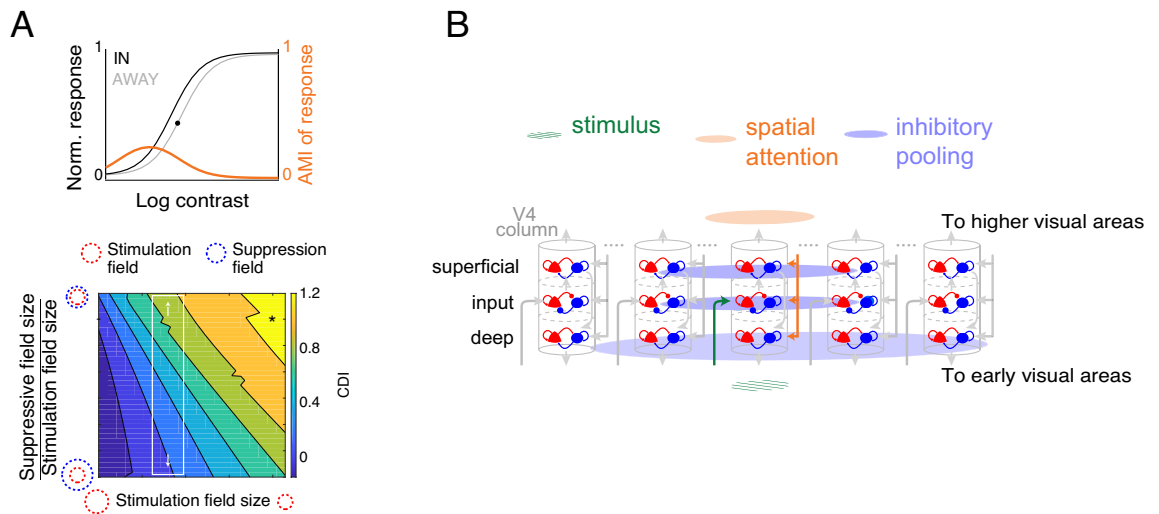 A
1
1
IN
AWAY
Norm. response
AMI of response
0
0
Log contrast
Stimulation
field
Suppression
field
Suppressive field size
Stimulation field size
*
1.2
0.8
0.4
0
CDI
Stimulation field size
B
stimulus
spatial
attention
inhibitory
pooling
V4
column
To higher visual areas
superficial
input
deep
To early visual areas